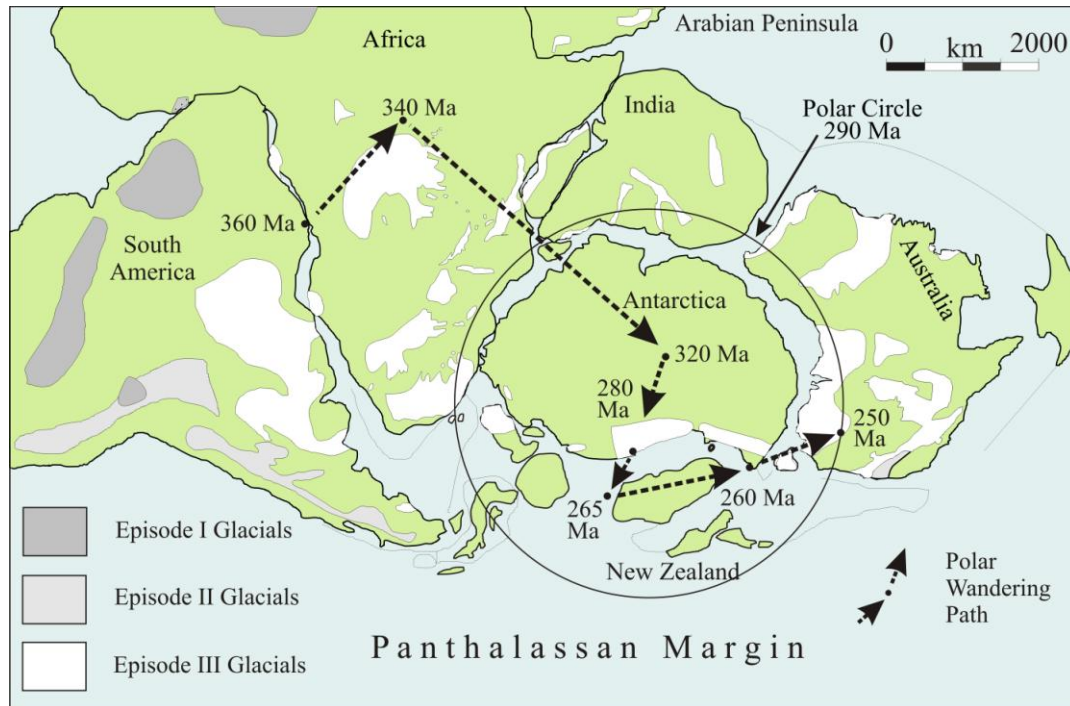 Africa
Arabian Peninsula
0 km 2000
340 Ma
India
Polar Circle
290 Ma
360 Ma
South
America
Australia
Antarctica
320 Ma
280
Ma
250
Ma
265
Ma
260 Ma
New Zealand
Episode I Glacials
Episode II Glacials
Episode III Glacials
Polar
Wandering
Path
Panthalassan Margin